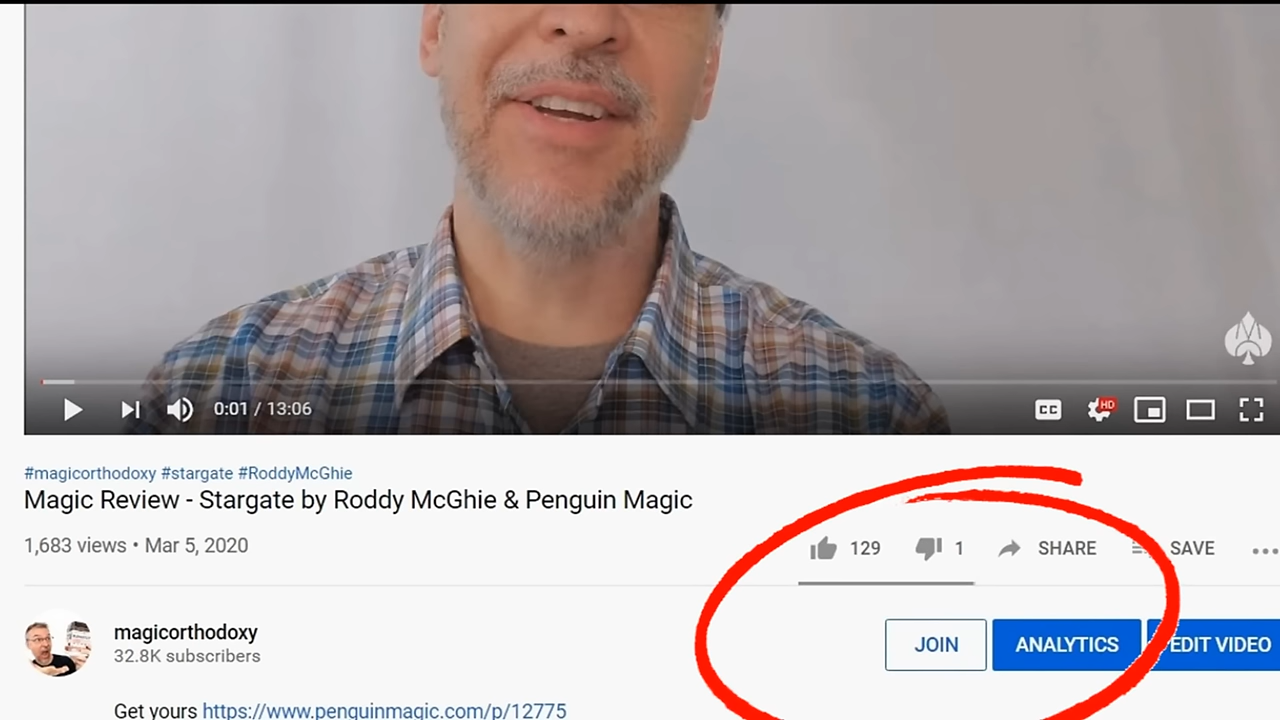 0:01 / 13:06
CC
HD
#magicorthodoxy #stargate #RoddyMcGhie
Magic Review - Stargate by Roddy McGhie & Penguin Magic
1,683 views • Mar 5, 2020
129 1 SHARE SAVE
magicorthodoxy
32.8K subscribers
JOIN ANALYTICS EDIT VIDEO
Get yours https://www.penguinmagic.com/p/12775